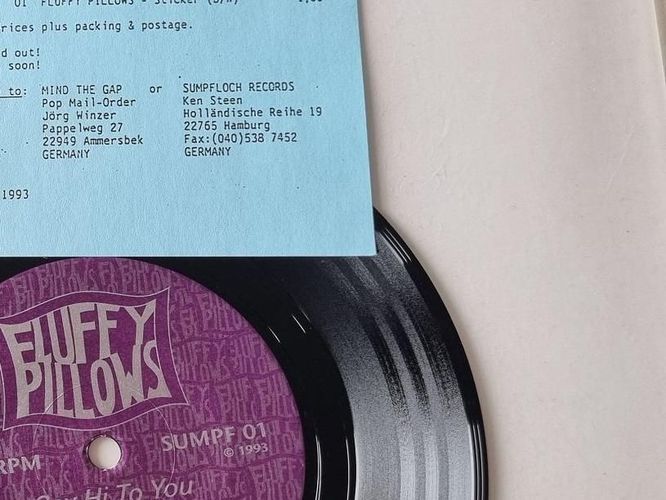 01 FLUFFY PILLOWS - Sticker
plus packing & postage.
out!
soon!
to: MIND THE GAP or SUMPFLOCH RECORDS
Pop Mail-Order Ken Steen
Jörg Winzer Holländische Reihe 19
Pappelweg 27 22765 Hamburg
22949 Ammersbek Fax:(040)538 7452
GERMANY GERMANY
1993
FLUFFY
PILLOWS
SUMPF 01
© 1993
RPM
Hi To You